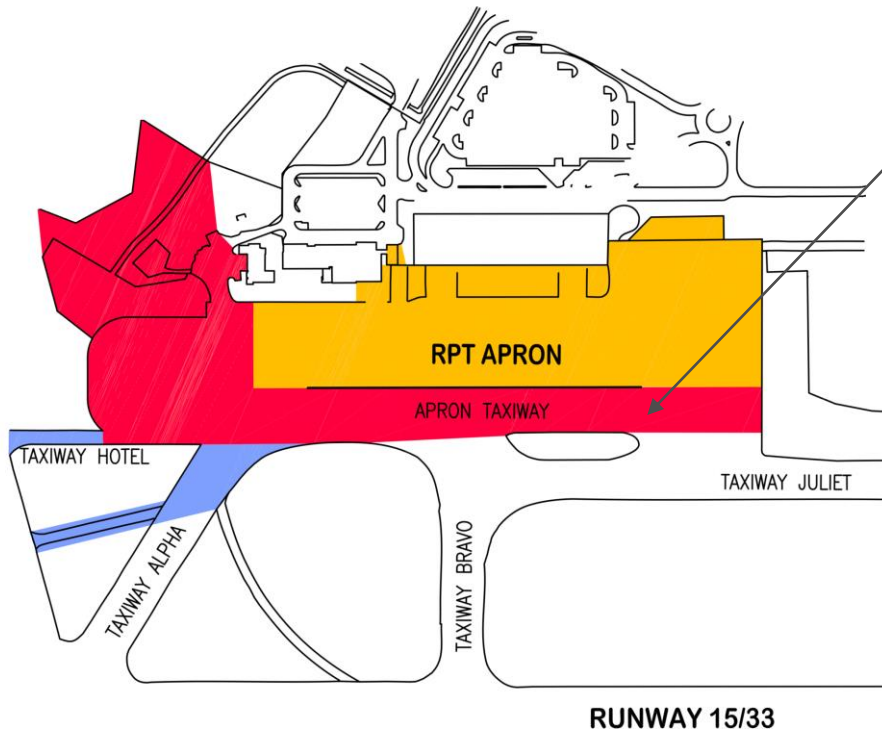 RPT APRON
APRON TAXIWAY
TAXIWAY HOTEL
TAXIWAY JULIET
TAXIWAY ALPHA
TAXIWAY BRAVO
RUNWAY 15/33